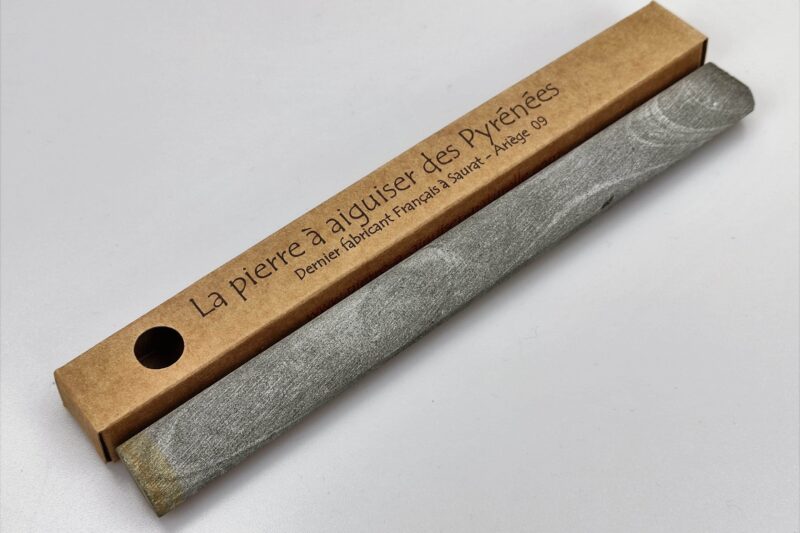 La pierre à aiguiser des Pyrénées
Dernier fabricant Français à Saurat - Ariège 09